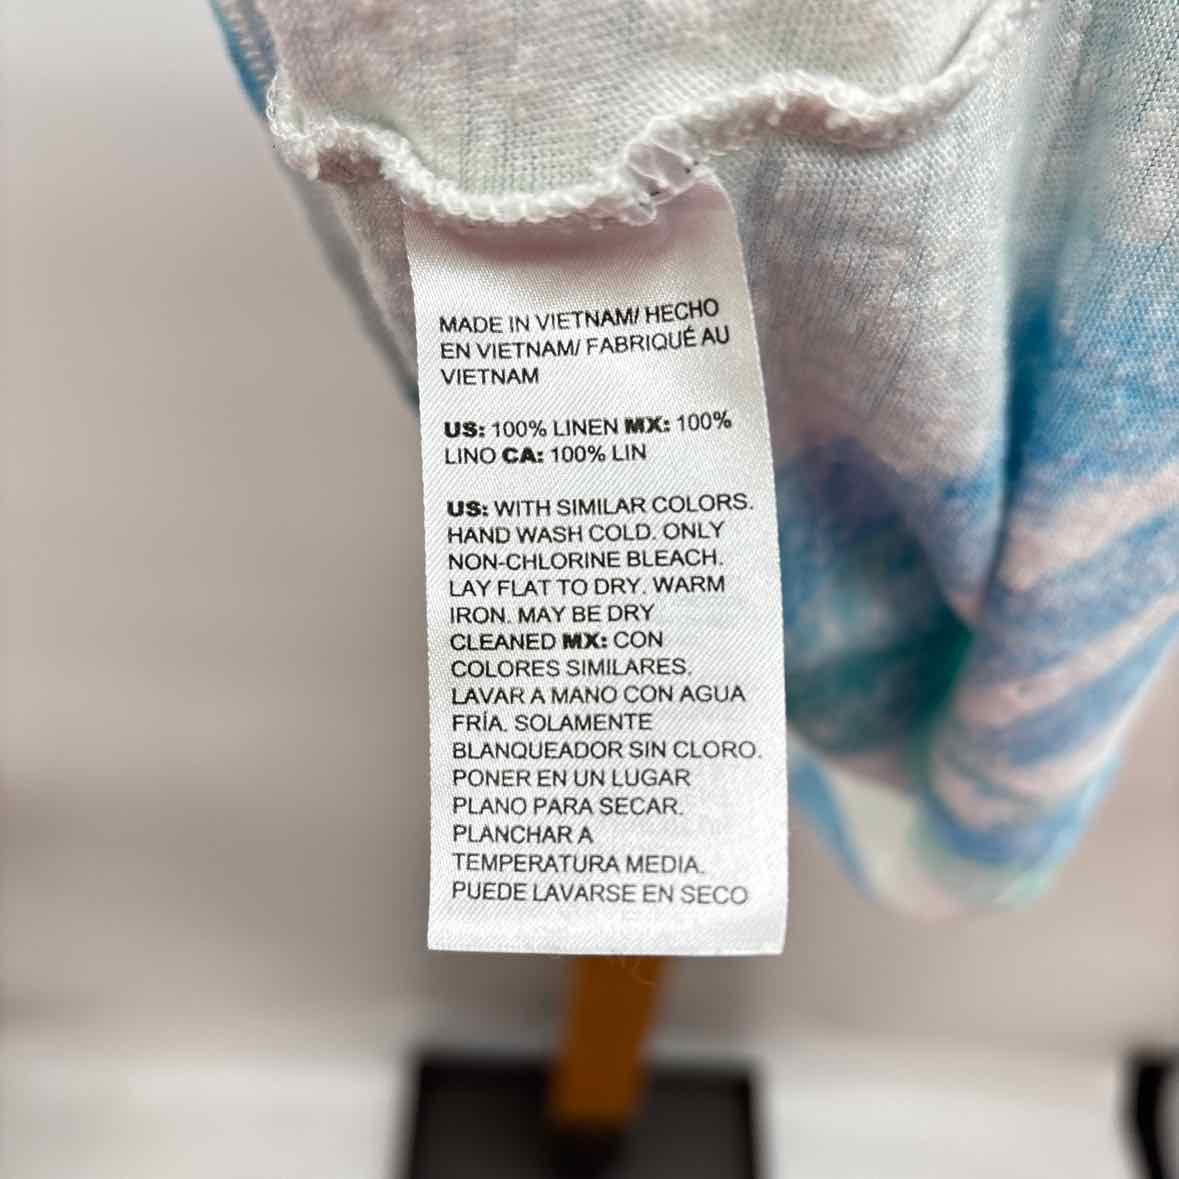 MADE IN VIETNAM/ HECHO
EN VIETNAM/ FABRIQUÉ AU
VIETNAM
US: 100% LINEN MX: 100%
LINO CA: 100% LIN
US: WITH SIMILAR COLORS.
HAND WASH COLD. ONLY
NON-CHLORINE BLEACH.
LAY FLAT TO DRY. WARM
IRON. MAY BE DRY
CLEANED MX: CON
COLORES SIMILARES.
LAVAR A MANO CON AGUA
FRÍA. SOLAMENTE
BLANQUEADOR SIN CLORO.
PONER EN UN LUGAR
PLANO PARA SECAR.
PLANCHAR A
TEMPERATURA MEDIA.
PUEDE LAVARSE EN SECO